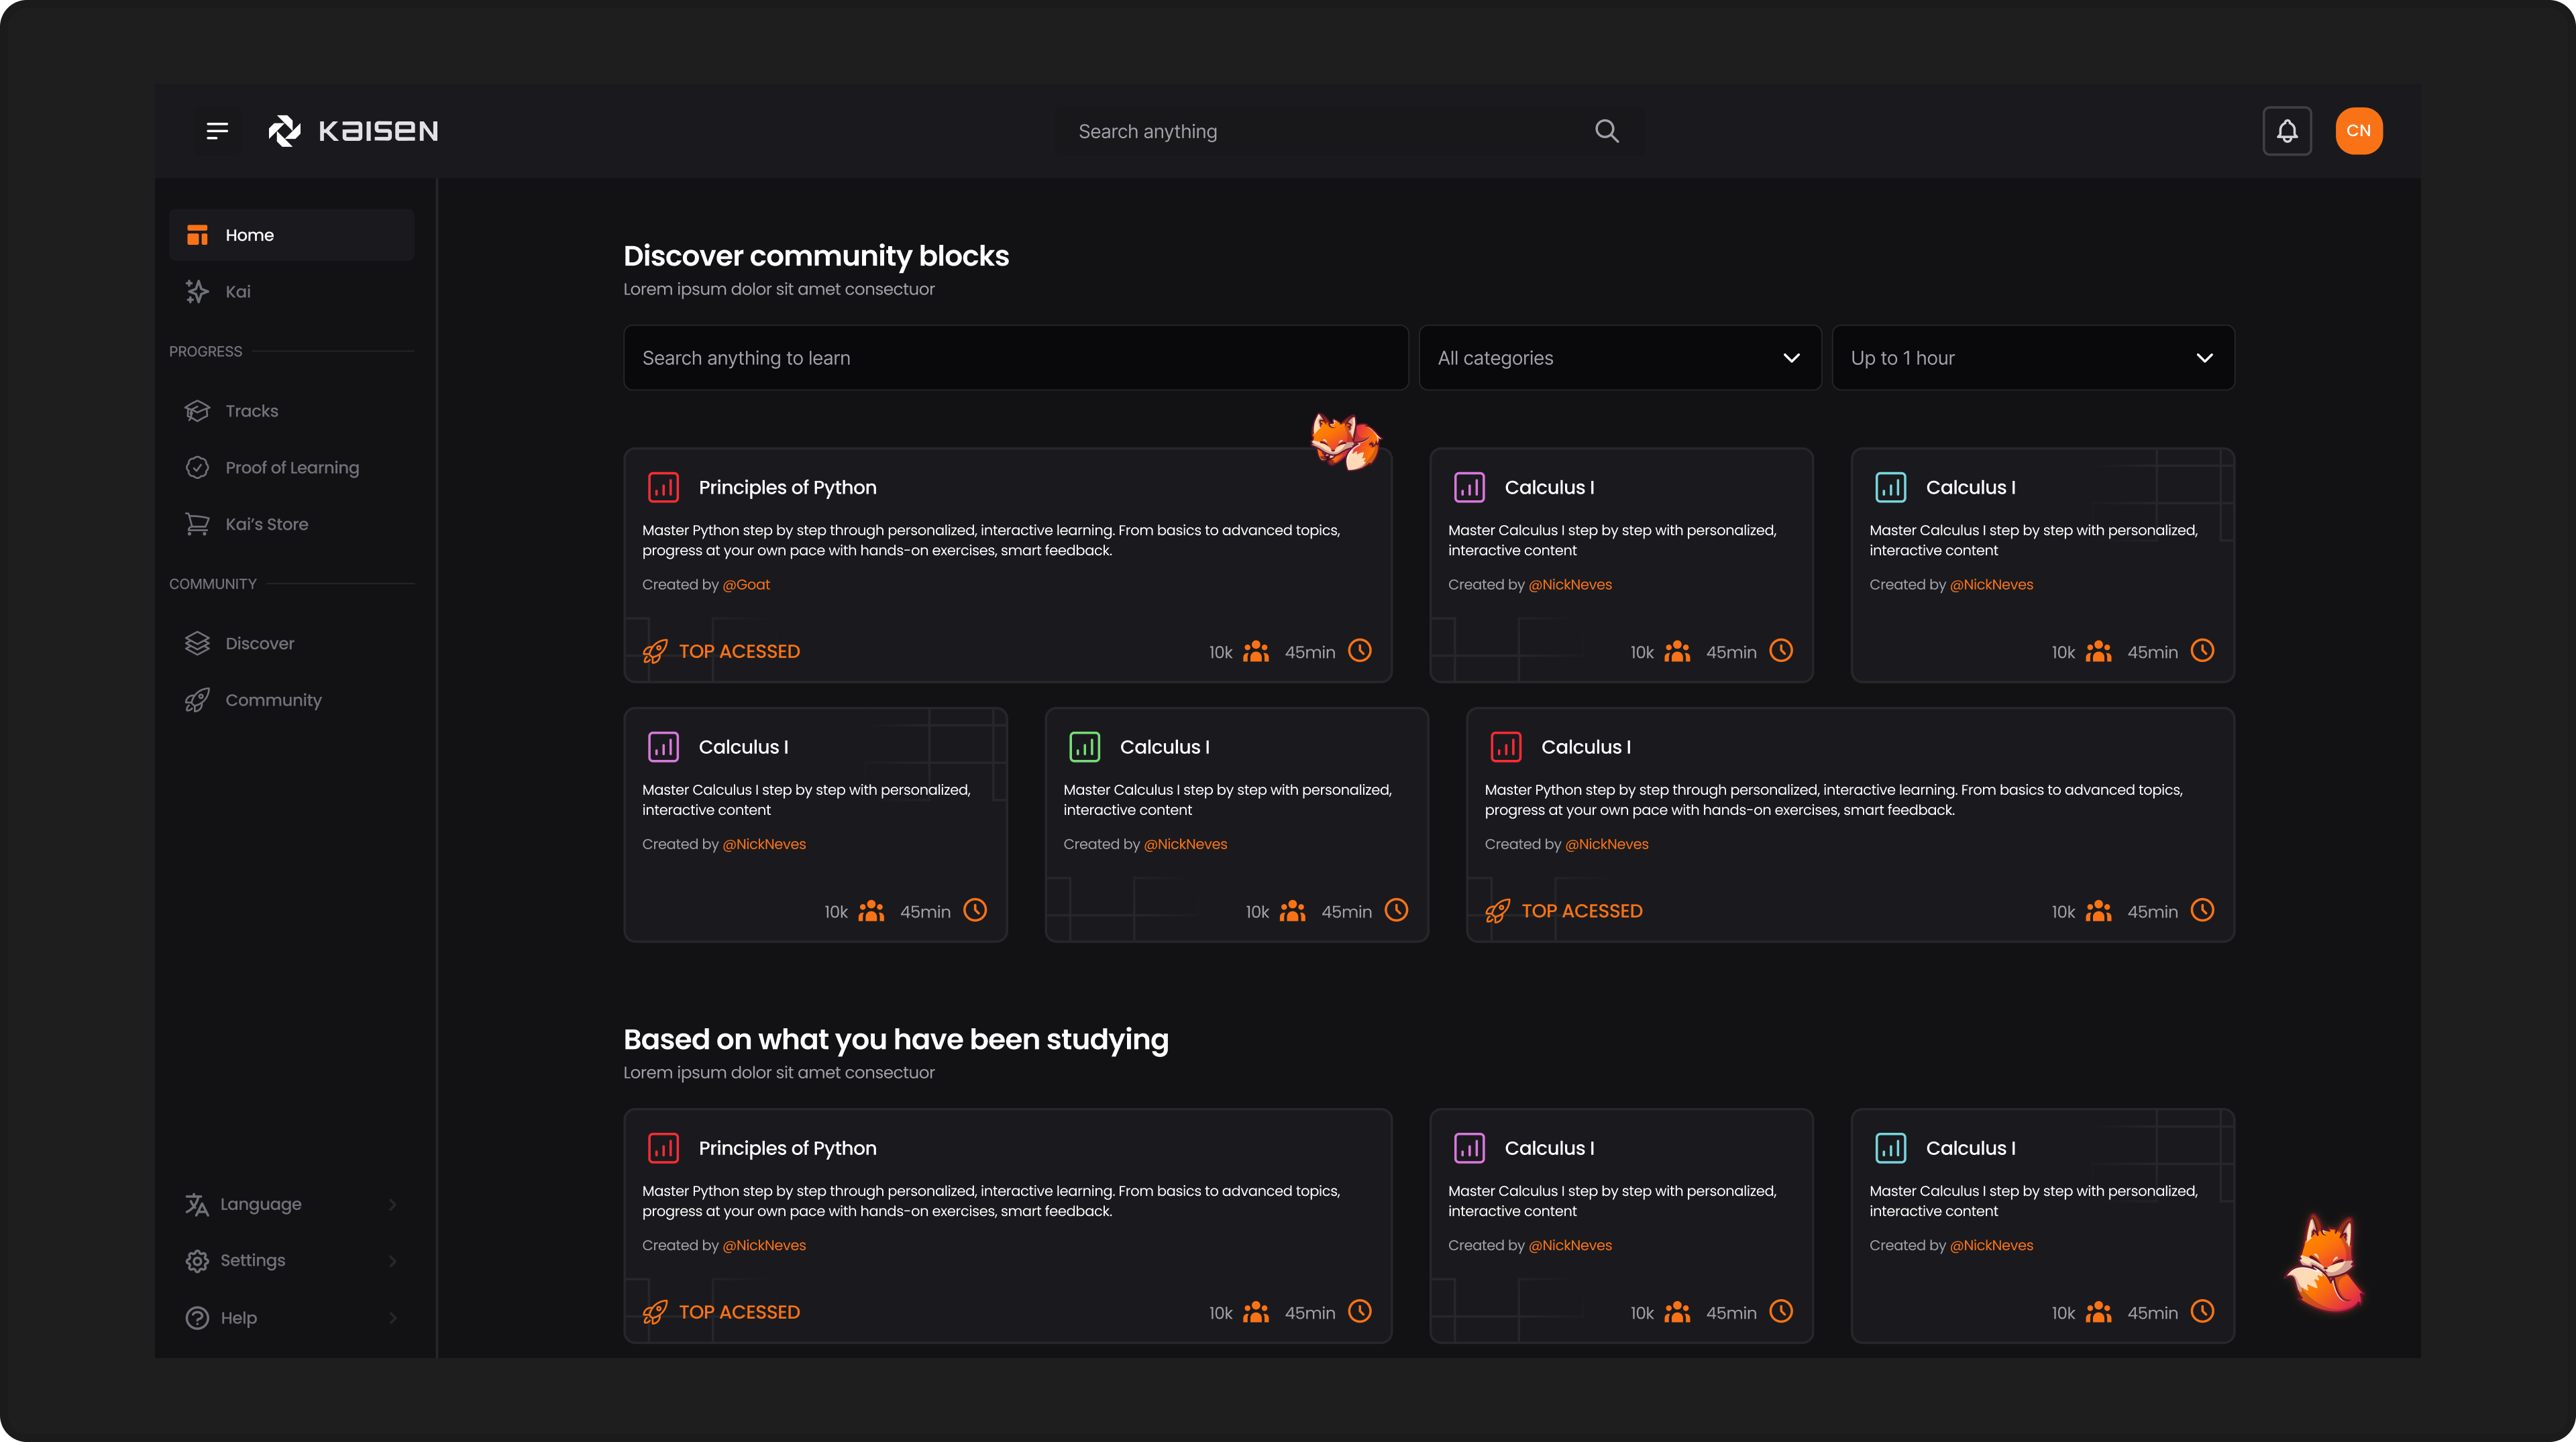 KAISEN
Search anything
CN
Home
Kai
PROGRESS
Tracks
Proof of Learning
Kai's Store
COMMUNITY
Discover
Community
Language
Settings
Help
Discover community blocks
Lorem ipsum dolor sit amet consectuor
Search anything to learn
All categories
Up to 1 hour
Principles of Python
Master Python step by step through personalized, interactive learning. From basics to advanced topics,
progress at your own pace with hands-on exercises, smart feedback.
Created by @Goat
TOP ACESSED
10k
45min
Calculus I
Master Calculus I step by step with personalized,
interactive content
Created by @NickNeves
10k
45min
Calculus I
Master Calculus I step by step with personalized,
interactive content
Created by @NickNeves
10k
45min
Calculus I
Master Calculus I step by step with personalized,
interactive content
Created by @NickNeves
10k
45min
Calculus I
Master Calculus I step by step with personalized,
interactive content
Created by @NickNeves
10k
45min
Calculus I
Master Python step by step through personalized, interactive learning. From basics to advanced topics,
progress at your own pace with hands-on exercises, smart feedback.
Created by @NickNeves
TOP ACESSED
10k
45min
Based on what you have been studying
Lorem ipsum dolor sit amet consectuor
Principles of Python
Master Python step by step through personalized, interactive learning. From basics to advanced topics,
progress at your own pace with hands-on exercises, smart feedback.
Created by @NickNeves
TOP ACESSED
10k
45min
Calculus I
Master Calculus I step by step with personalized,
interactive content
Created by @NickNeves
10k
45min
Calculus I
Master Calculus I step by step with personalized,
interactive content
Created by @NickNeves
10k
45min